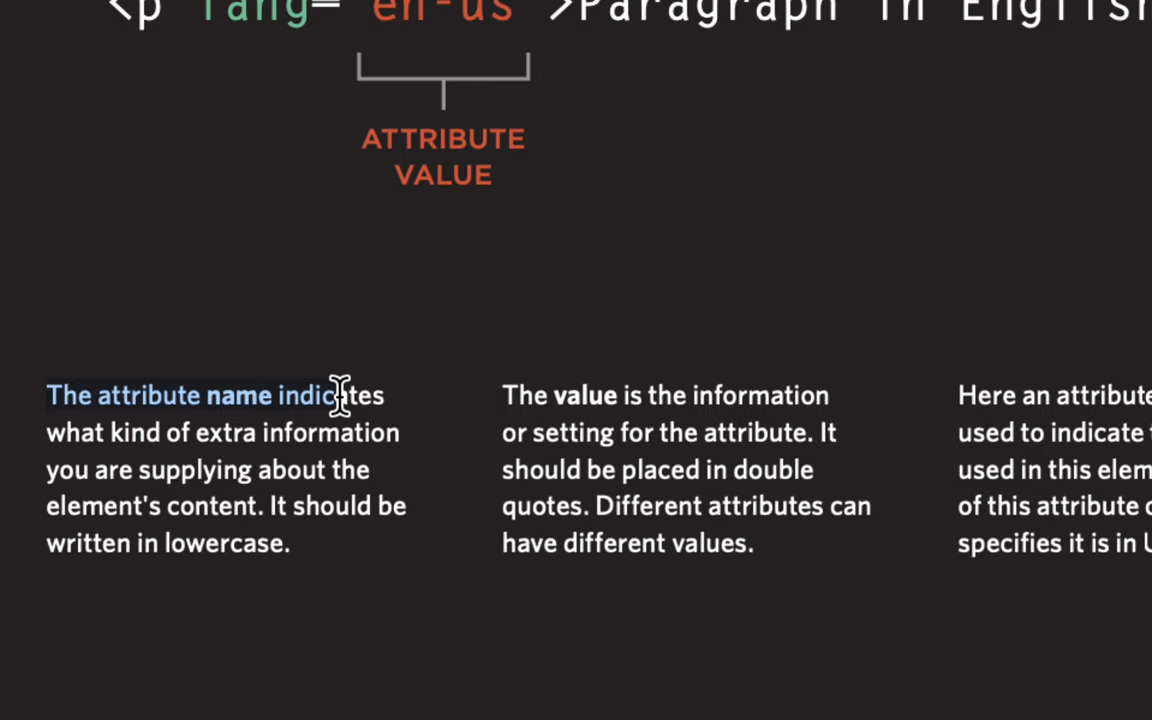 <p lang="en-us">Paragraph in English
ATTRIBUTE
VALUE
The attribute name indicates
what kind of extra information
you are supplying about the
element's content. It should be
written in lowercase.
The value is the information
or setting for the attribute. It
should be placed in double
quotes. Different attributes can
have different values.
Here an attribute
used to indicate
used in this elem
of this attribute
specifies it is in U